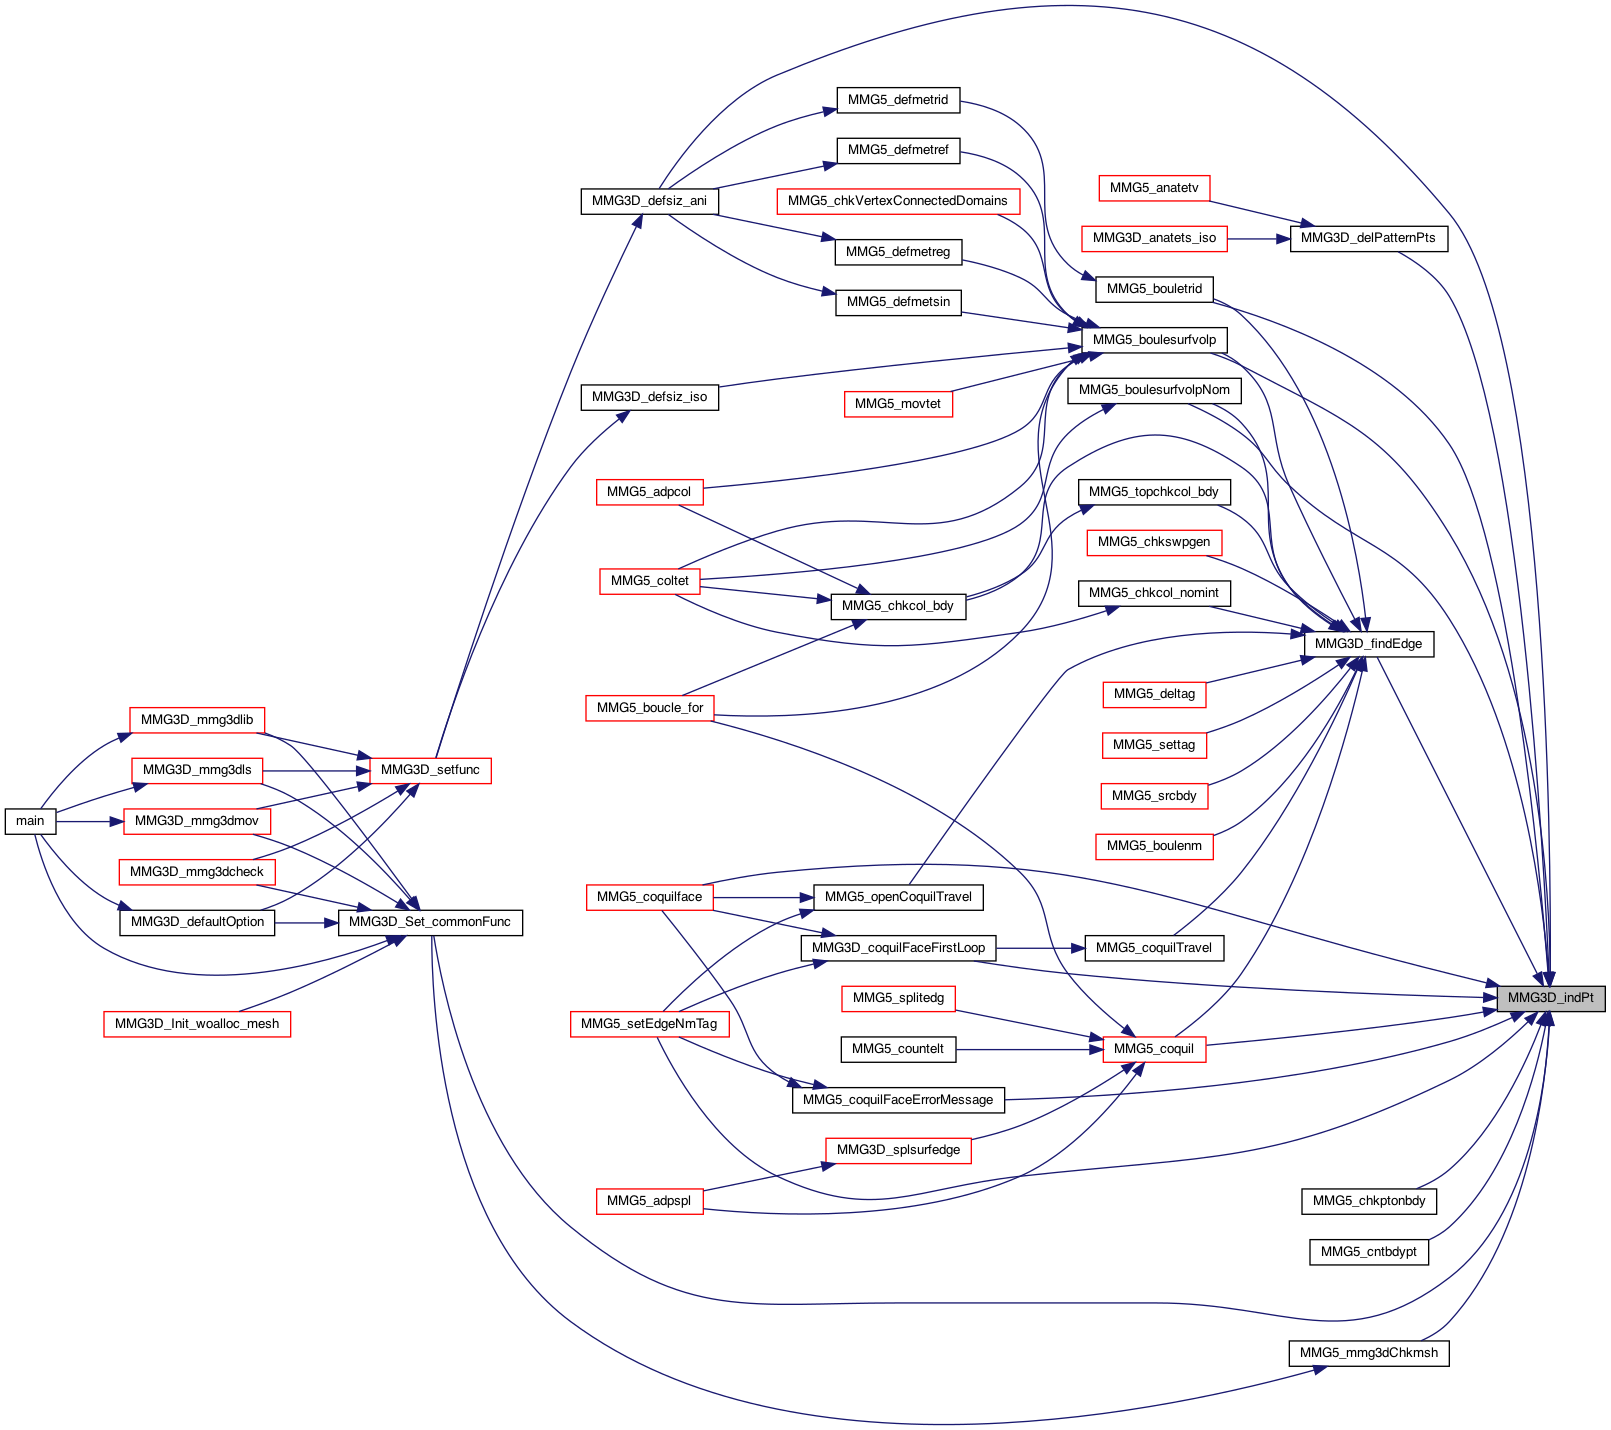 MMG5_defmetrid
MMG5_defmetref
MMG5_anatetv
MMG3D_defsiz_ani
MMG5_chkVertexConnectedDomains
MMG3D_anatets_iso
MMG3D_delPatternPts
MMG5_defmetreg
MMG5_bouletrid
MMG5_defmetsin
MMG5_boulesurfvolp
MMG5_boulesurfvolpNom
MMG3D_defsiz_iso
MMG5_movtet
MMG5_adpcol
MMG5_topchkcol_bdy
MMG5_chkswpgen
MMG5_coltet
MMG5_chkcol_nomint
MMG5_chkcol_bdy
MMG3D_findEdge
MMG5_deltag
MMG5_boucle_for
MMG3D_mmg3dlib
MMG5_settag
MMG3D_mmg3dls
MMG3D_setfunc
MMG5_srcbdy
main
MMG3D_mmg3dmov
MMG5_boulenm
MMG3D_mmg3dcheck
MMG5_coquilface
MMG5_openCoquilTravel
MMG3D_defaultOption
MMG3D_Set_commonFunc
MMG3D_coquilFaceFirstLoop
MMG5_coquilTravel
MMG5_splitedg
MMG3D_indPt
MMG3D_Init_woalloc_mesh
MMG5_setEdgeNmTag
MMG5_countelt
MMG5_coquil
MMG5_coquilFaceErrorMessage
MMG3D_splsurfedge
MMG5_adpspl
MMG5_chkptonbdy
MMG5_cntbdypt
MMG5_mmg3dChkmsh